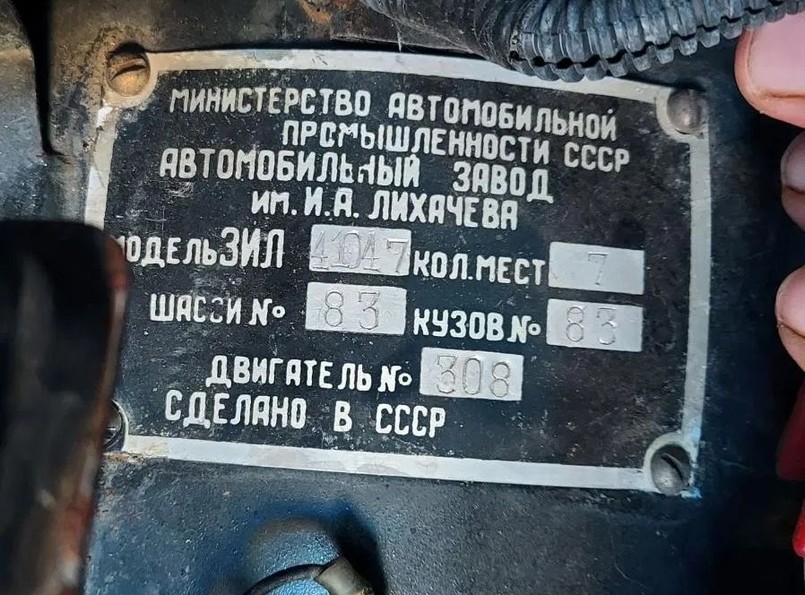 МИНИСТЕРСТВО АВТОМОБИЛЬНОЙ
ПРОМЫШЛЕННОСТИ СССР
АВТОМОБИЛЬНЫЙ ЗАВОД
ИМ. И.А. ЛИХАЧЕВА
МОДЕЛЬ ЗИЛ 41047 КОЛ.МЕСТ 7
ШАССИ № 83 КУЗОВ № 83
ДВИГАТЕЛЬ № 308
СДЕЛАНО В СССР